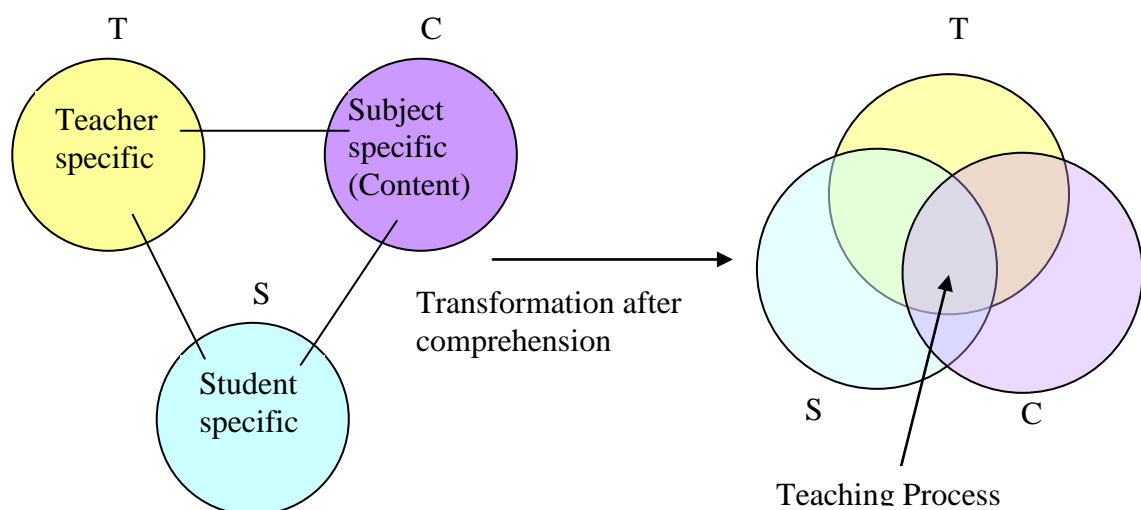 T
C
Teacher
specific
Subject
specific
(Content)
S
Student
specific
Transformation after
comprehension
T
S
C
Teaching Process